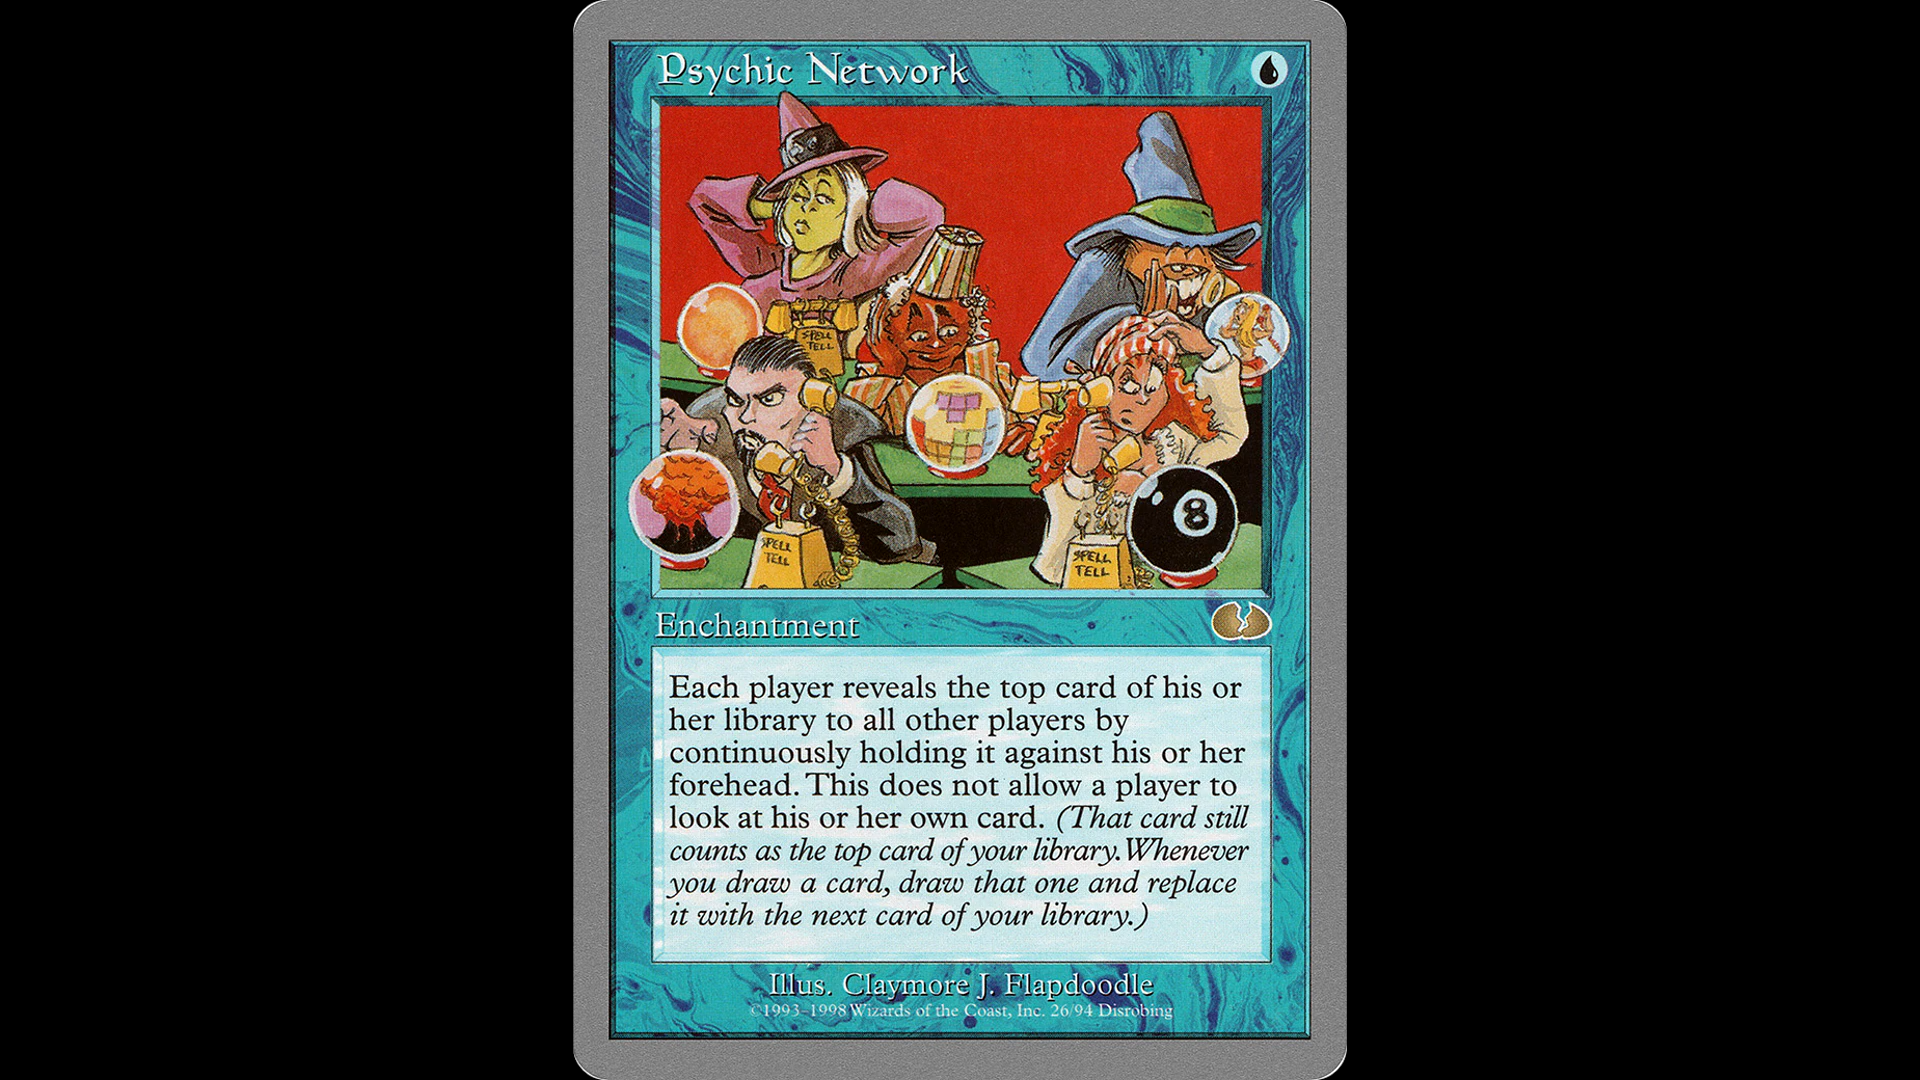 Psychic Network
SPELL
TELL
8
SPELL
TELL
SPELL
TELL
Enchantment
Each player reveals the top card of his or
her library to all other players by
continuously holding it against his or her
forehead. This does not allow a player to
look at his or her own card. (That card still
counts as the top card of your library. Whenever
you draw a card, draw that one and replace
it with the next card of your library.)
Illus. Claymore J. Flapdoodle
©1993–1998 Wizards of the Coast, Inc. 26/94 Disrobing